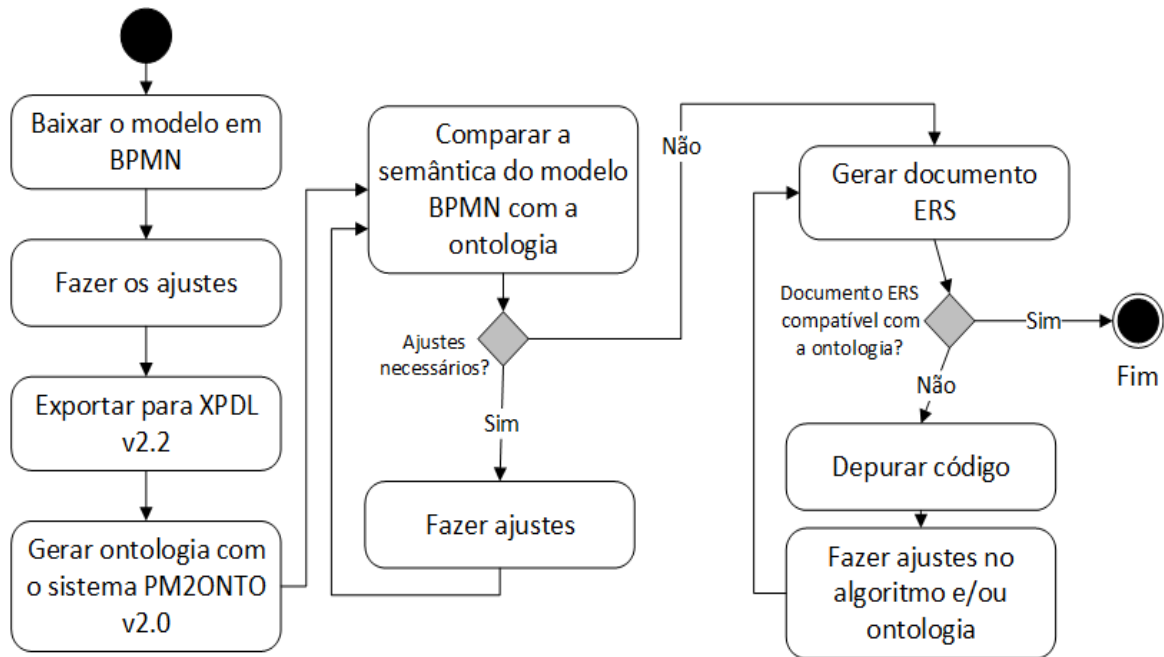 Baixar o modelo em
BPMN
Fazer os ajustes
Exportar para XPDL
v2.2
Gerar ontologia com
o sistema PM2ONTO
v2.0
Comparar a
semântica do modelo
BPMN com a
ontologia
Ajustes
necessários?
Não
Sim
Fazer ajustes
Gerar documento
ERS
Documento ERS
compatível com
a ontologia?
Sim
Fim
Não
Depurar código
Fazer ajustes no
algoritmo e/ou
ontologia